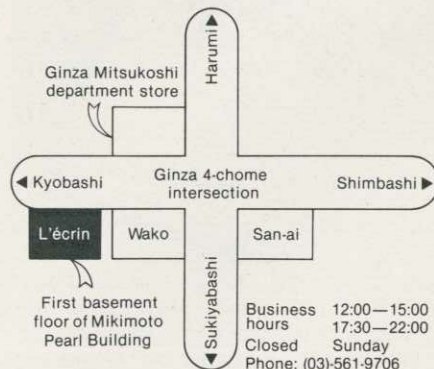 Harumi
Ginza Mitsukoshi
department store
Kyobashi
Ginza 4-chome
intersection
Shimbashi
L'écrin
Wako
San-ai
Sukiyabashi
First basement
floor of Mikimoto
Pearl Building
Business hours 12:00—15:00
17:30—22:00
Closed Sunday
Phone: (03)-561-9706